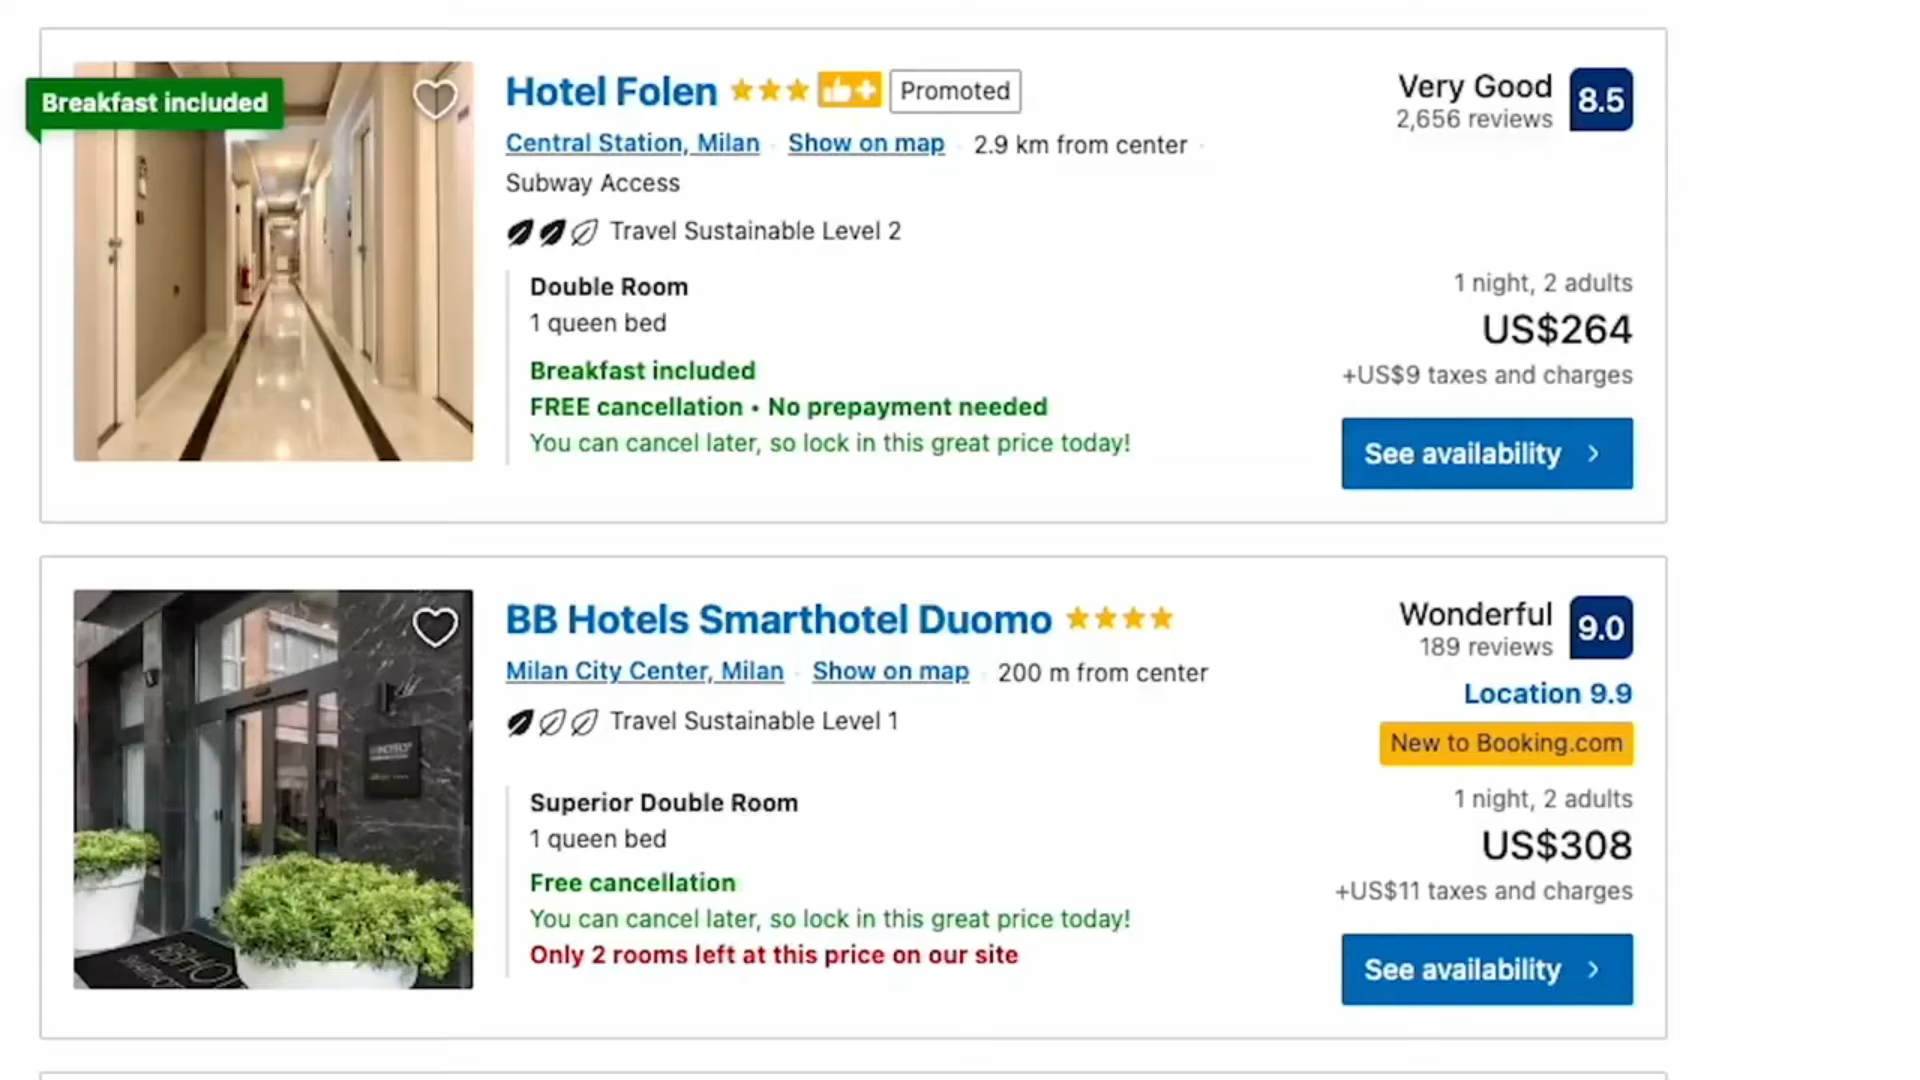 Breakfast included
Hotel Folen
Promoted
Very Good
2,656 reviews
8.5
Central Station, Milan
Show on map
2.9 km from center
Subway Access
Travel Sustainable Level 2
Double Room
1 queen bed
Breakfast included
FREE cancellation • No prepayment needed
You can cancel later, so lock in this great price today!
1 night, 2 adults
US$264
+US$9 taxes and charges
See availability
BB Hotels Smarthotel Duomo
Wonderful
189 reviews
9.0
Milan City Center, Milan
Show on map
200 m from center
Location 9.9
Travel Sustainable Level 1
New to Booking.com
Superior Double Room
1 queen bed
Free cancellation
You can cancel later, so lock in this great price today!
Only 2 rooms left at this price on our site
1 night, 2 adults
US$308
+US$11 taxes and charges
See availability